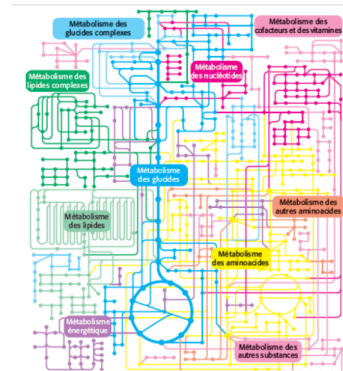 Métabolisme des
glucides complexes
Métabolisme des
cofacteurs et des vitamines
Métabolisme
des nucléotides
Métabolisme des
lipides complexes
Métabolisme
des glucides
Métabolisme des
autres aminoacides
Métabolisme
des lipides
Métabolisme
des aminoacides
Métabolisme
énergétique
Métabolisme des
autres substances